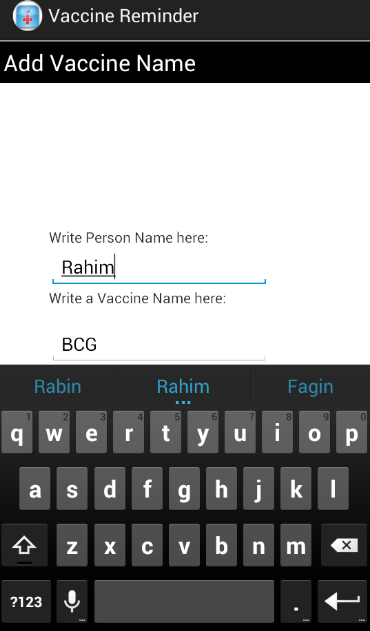 Vaccine Reminder
Add Vaccine Name
Write Person Name here:
Rahim
Write a Vaccine Name here:
BCG
Rabin Rahim Fagin
1 2 3 4 5 6 7 8 9 0
q w e r t y u i o p
a s d f g h j k l
z x c v b n m
?123 .